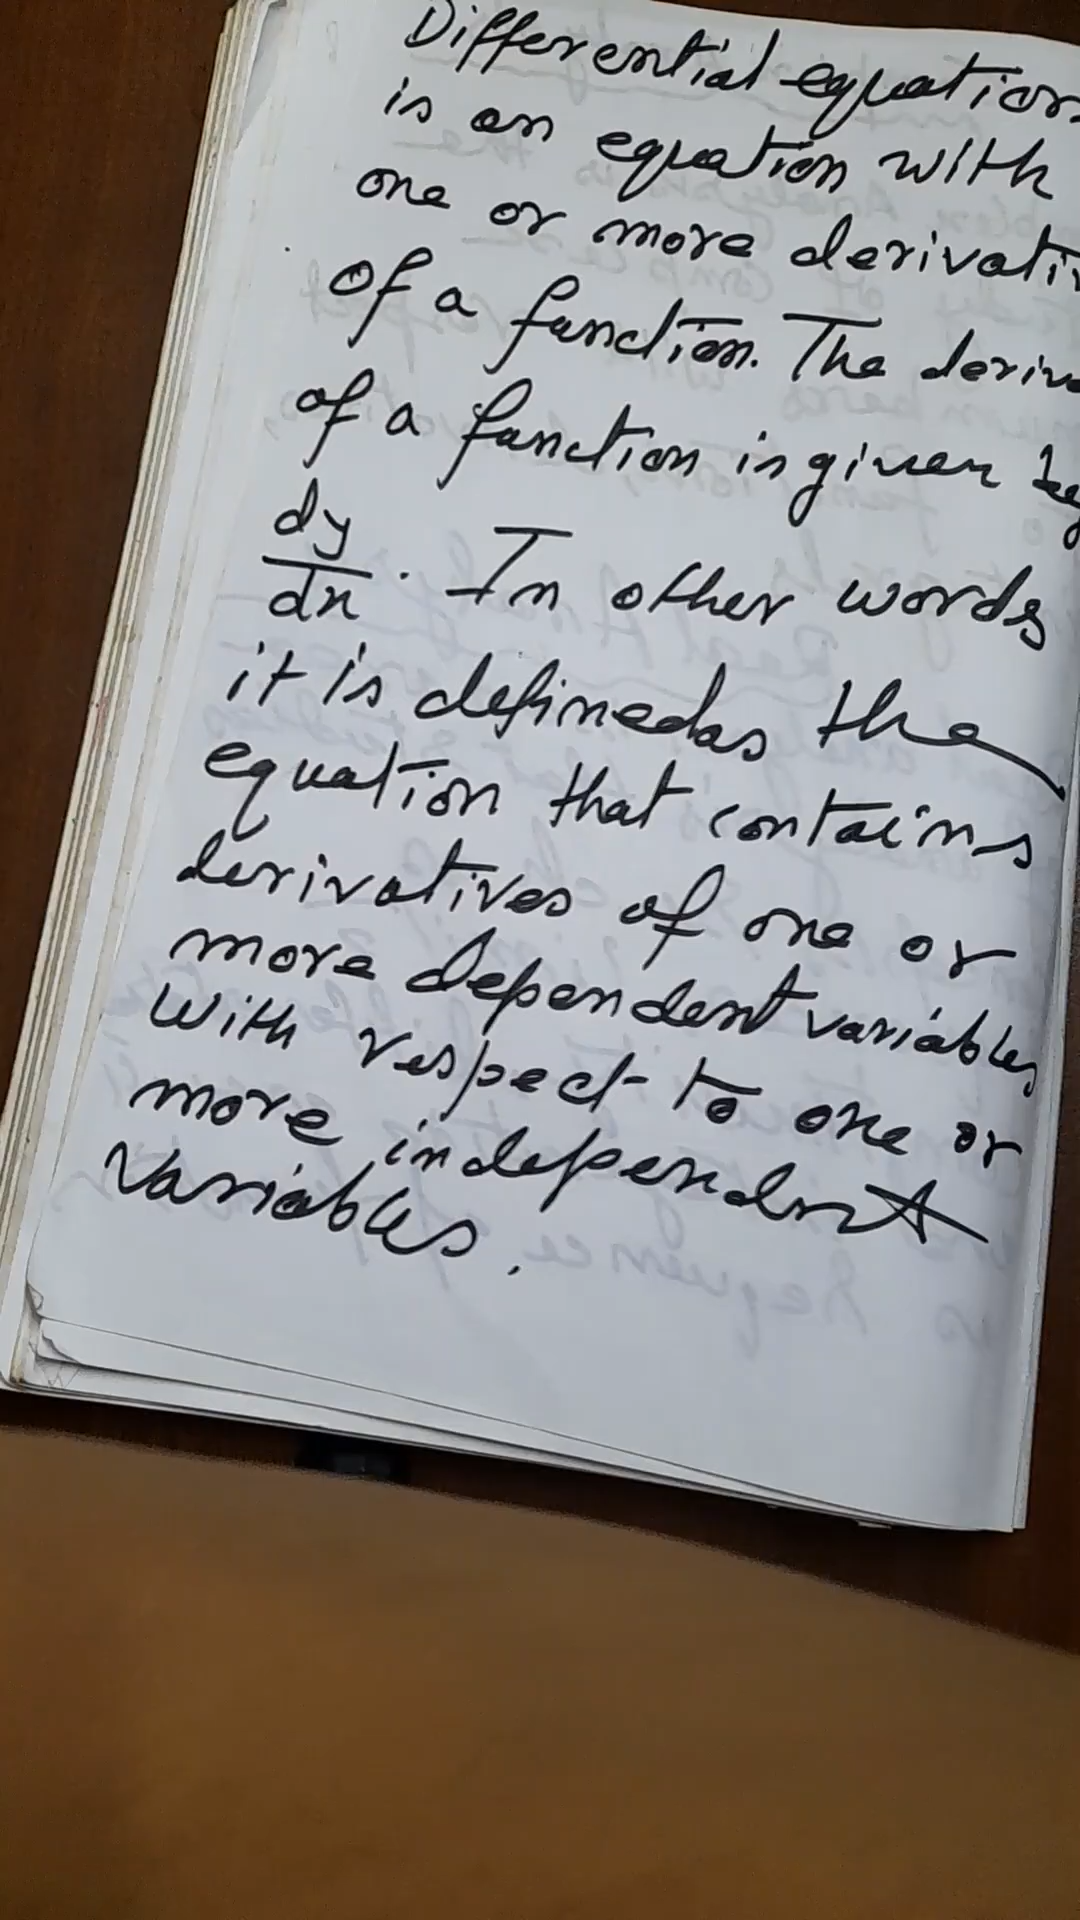 Differential equation
is an equation with
one or more derivati
of a function. The deriv
of a function is given by
dy/dx. In other words
it is defined as the
equation that contains
derivatives of one or
more dependent variables
with respect to one or
more independent
variables.